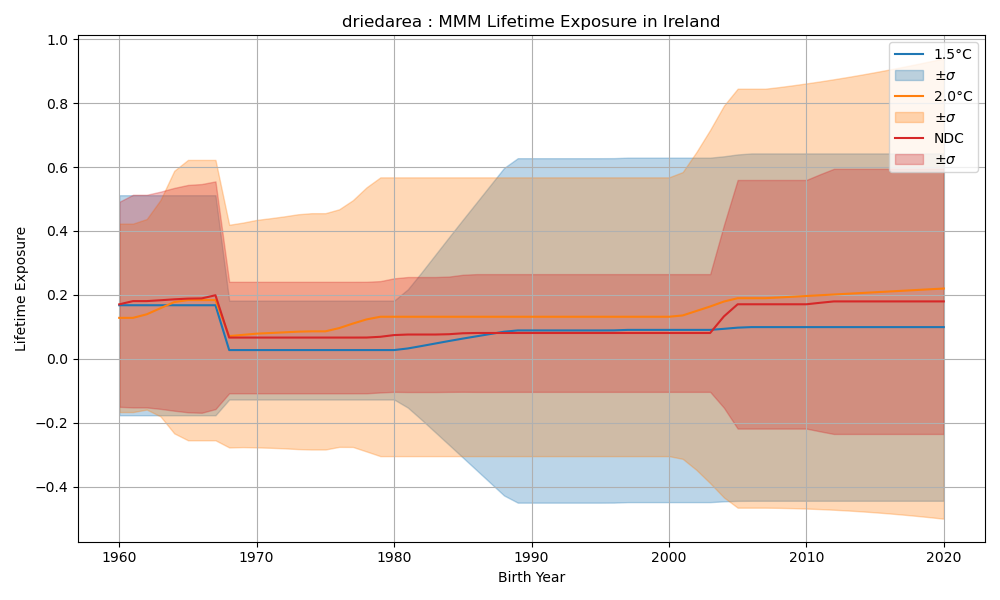 driedarea : MMM Lifetime Exposure in Ireland
1.0
0.8
0.6
0.4
0.2
0.0
−0.2
−0.4
Lifetime Exposure
1960 1970 1980 1990 2000 2010 2020
Birth Year
1.5°C
±σ
2.0°C
±σ
NDC
±σ